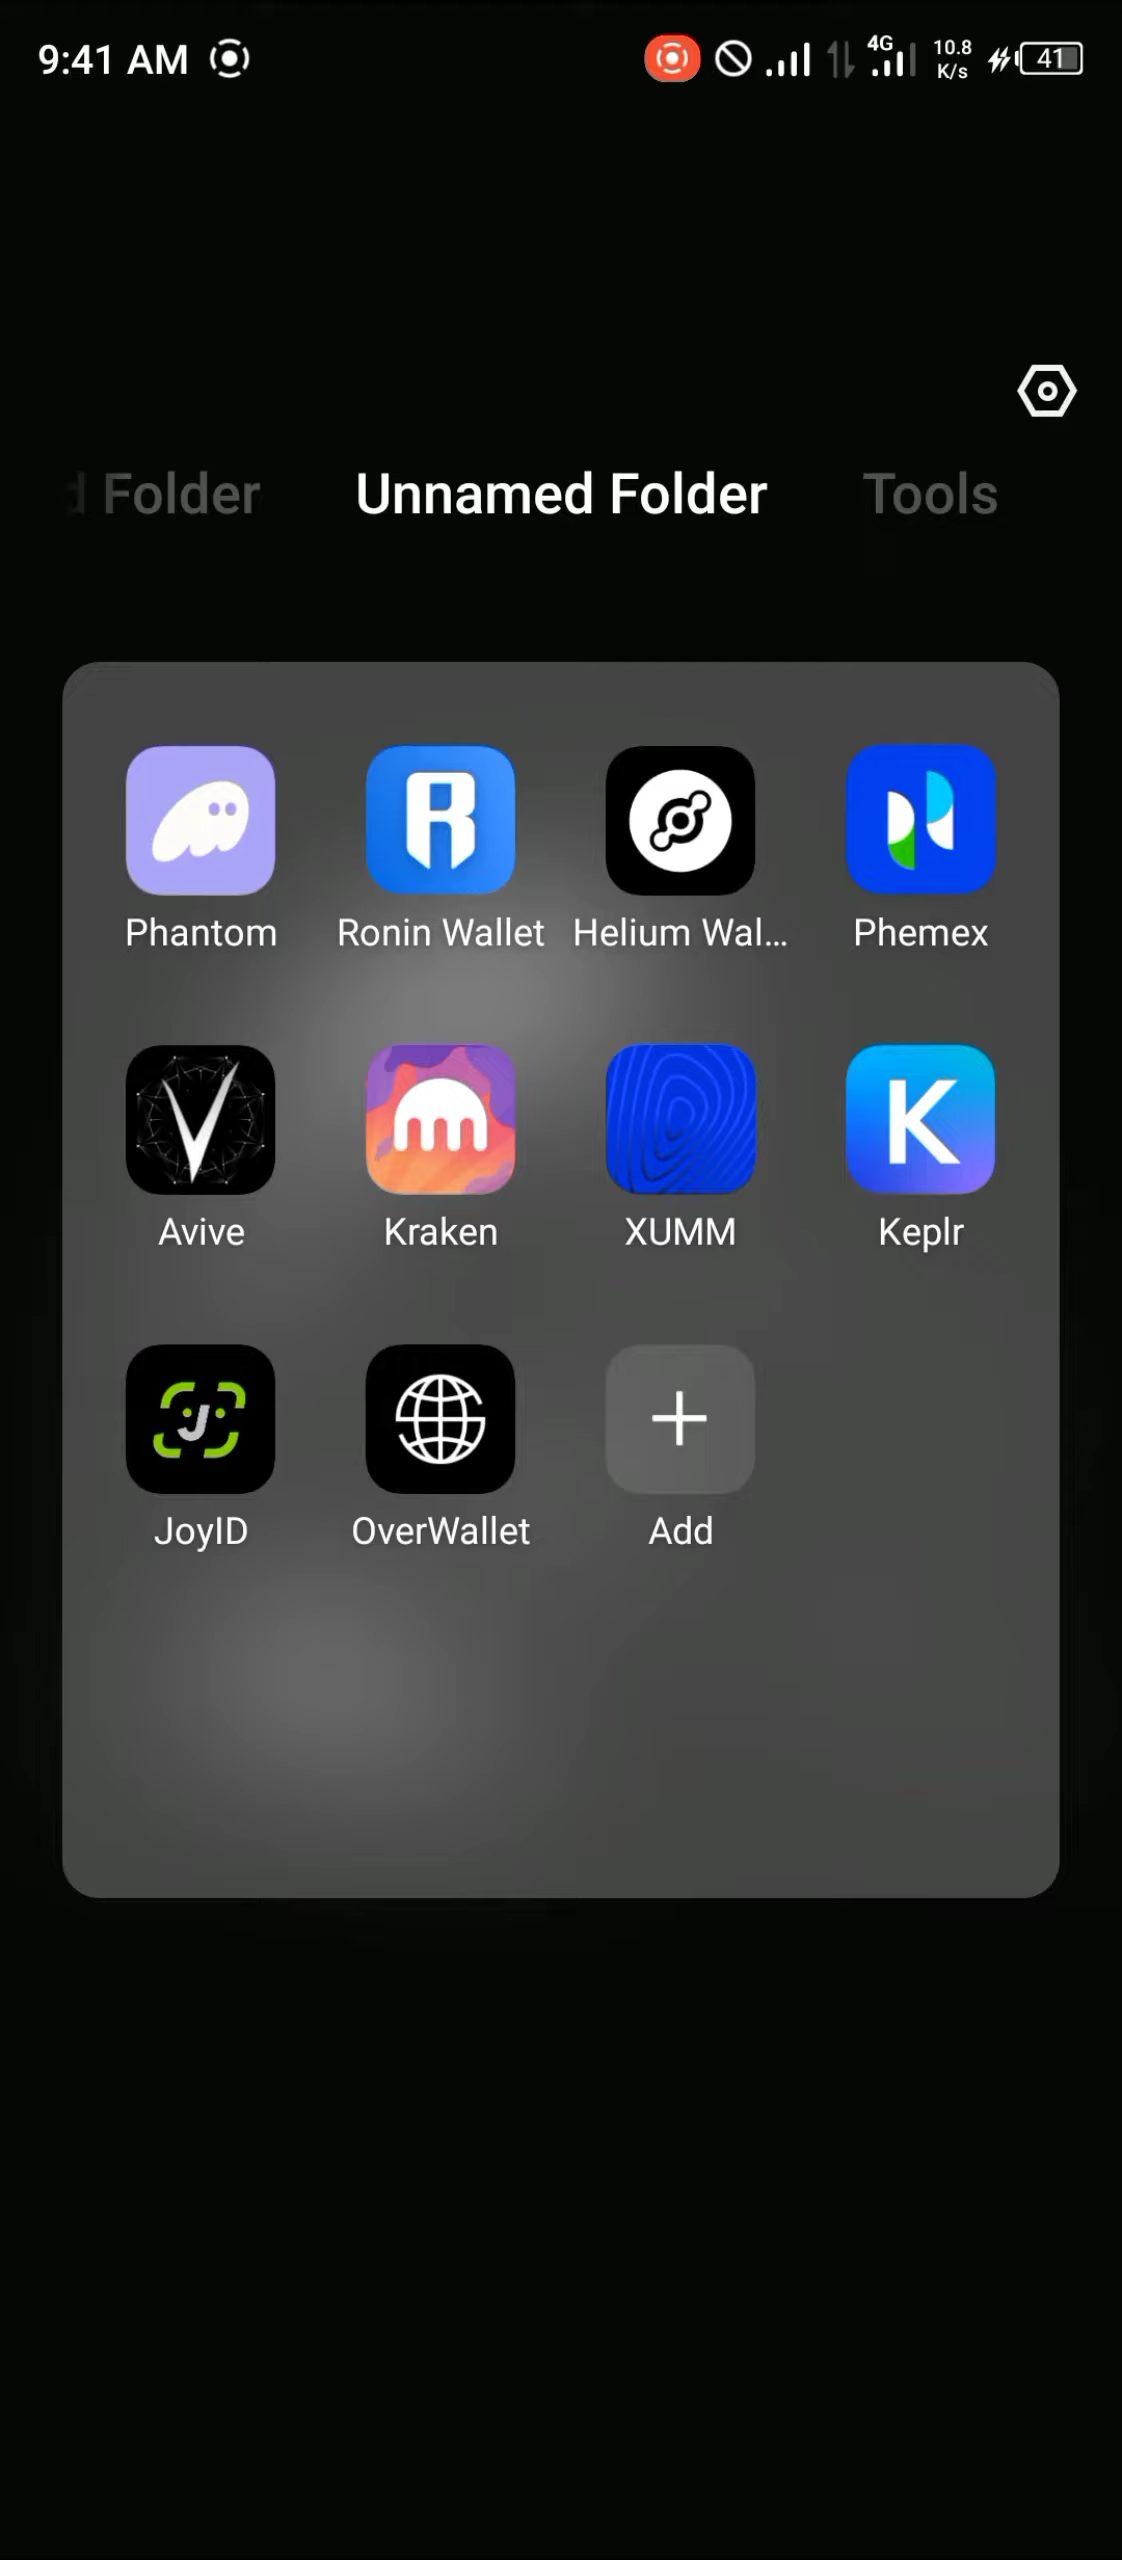 9:41 AM 4G 10.8 K/s 41
Folder Unnamed Folder Tools
Phantom Ronin Wallet Helium Wal... Phemex
Avive Kraken XUMM Keplr
JoyID OverWallet Add